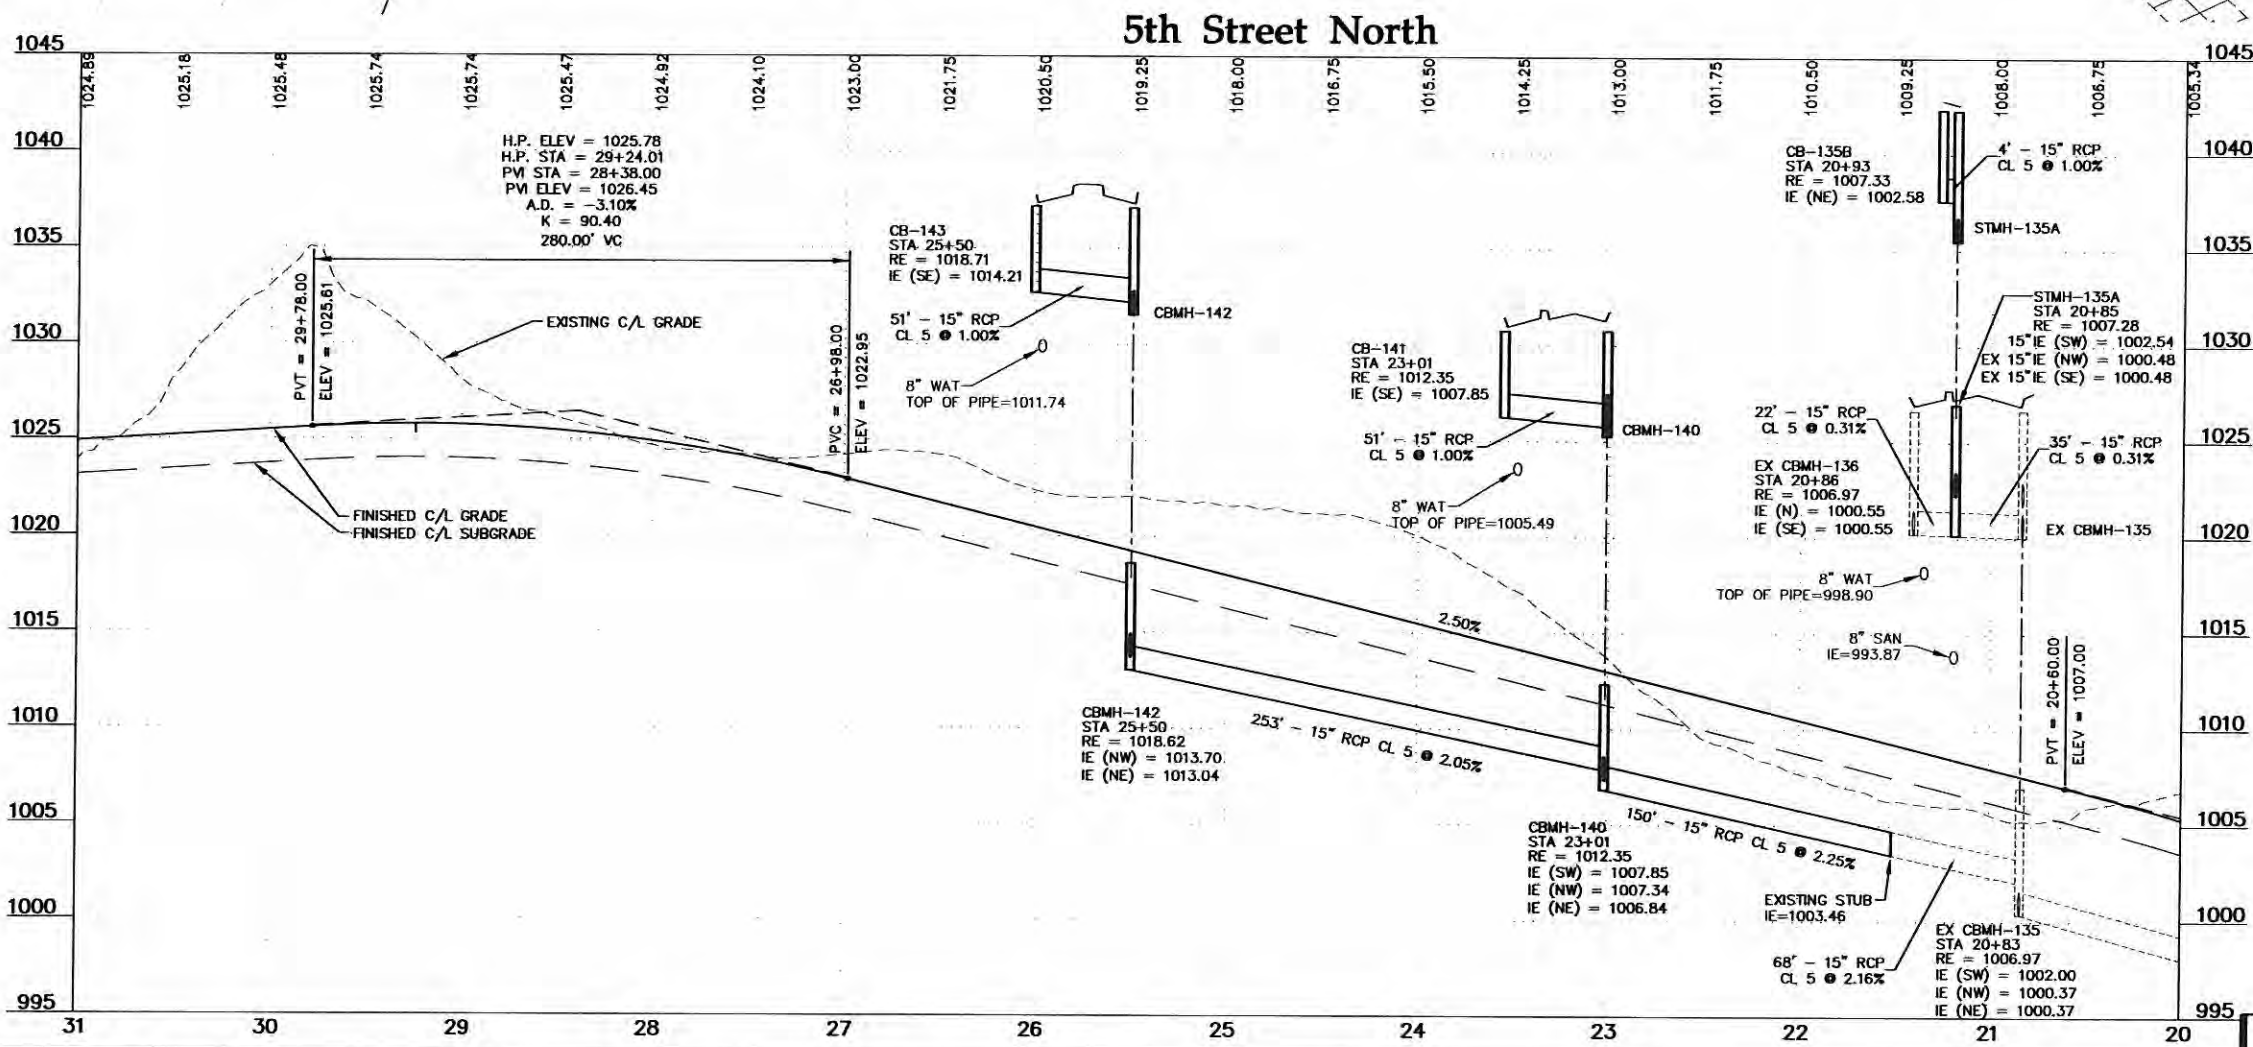 5th Street North
1045
1040
1035
1030
1025
1020
1015
1010
1005
1000
995
1024.89
1025.18
1025.48
1025.74
1025.74
1025.47
1024.92
1024.10
1023.00
1021.75
1020.50
1019.25
1018.00
1016.75
1015.50
1014.25
1013.00
1011.75
1010.50
1009.25
1008.00
1006.75
1005.34
H.P. ELEV = 1025.78
H.P. STA = 29+24.01
PVI STA = 28+38.00
PVI ELEV = 1026.45
A.D. = -3.10%
K = 90.40
280.00' VC
PVT = 29+78.00
ELEV = 1025.61
EXISTING C/L GRADE
PVC = 26+98.00
ELEV = 1022.95
FINISHED C/L GRADE
FINISHED C/L SUBGRADE
CB-143
STA 25+50
RE = 1018.71
IE (SE) = 1014.21
51' - 15" RCP
CL 5 @ 1.00%
CBMH-142
8" WAT
TOP OF PIPE=1011.74
CB-141
STA 23+01
RE = 1012.35
IE (SE) = 1007.85
51' - 15" RCP
CL 5 @ 1.00%
CBMH-140
8" WAT
TOP OF PIPE=1005.49
CB-135B
STA 20+93
RE = 1007.33
IE (NE) = 1002.58
4' - 15" RCP
CL 5 @ 1.00%
STMH-135A
STMH-135A
STA 20+85
RE = 1007.28
15"IE (SW) = 1002.54
EX 15"IE (NW) = 1000.48
EX 15"IE (SE) = 1000.48
22' - 15" RCP
CL 5 @ 0.31%
35' - 15" RCP
CL 5 @ 0.31%
EX CBMH-136
STA 20+86
RE = 1006.97
IE (N) = 1000.55
IE (SE) = 1000.55
EX CBMH-135
8" WAT
TOP OF PIPE=998.90
8" SAN
IE=993.87
PVT = 20+60.00
ELEV = 1007.00
2.50%
CBMH-142
STA 25+50
RE = 1018.62
IE (NW) = 1013.70
IE (NE) = 1013.04
253' - 15" RCP CL 5 @ 2.05%
CBMH-140
STA 23+01
RE = 1012.35
IE (SW) = 1007.85
IE (NW) = 1007.34
IE (NE) = 1006.84
150' - 15" RCP CL 5 @ 2.25%
EXISTING STUB
IE=1003.46
68' - 15" RCP
CL 5 @ 2.16%
EX CBMH-135
STA 20+83
RE = 1006.97
IE (SW) = 1002.00
IE (NW) = 1000.37
IE (NE) = 1000.37
1045
1040
1035
1030
1025
1020
1015
1010
1005
1000
995
31 30 29 28 27 26 25 24 23 22 21 20